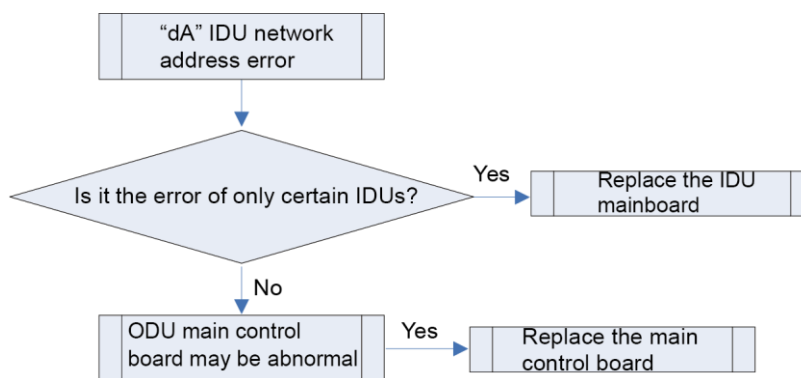 “dA” IDU network
address error
Is it the error of only certain IDUs?
Yes
Replace the IDU
mainboard
No
ODU main control
board may be abnormal
Yes
Replace the main
control board